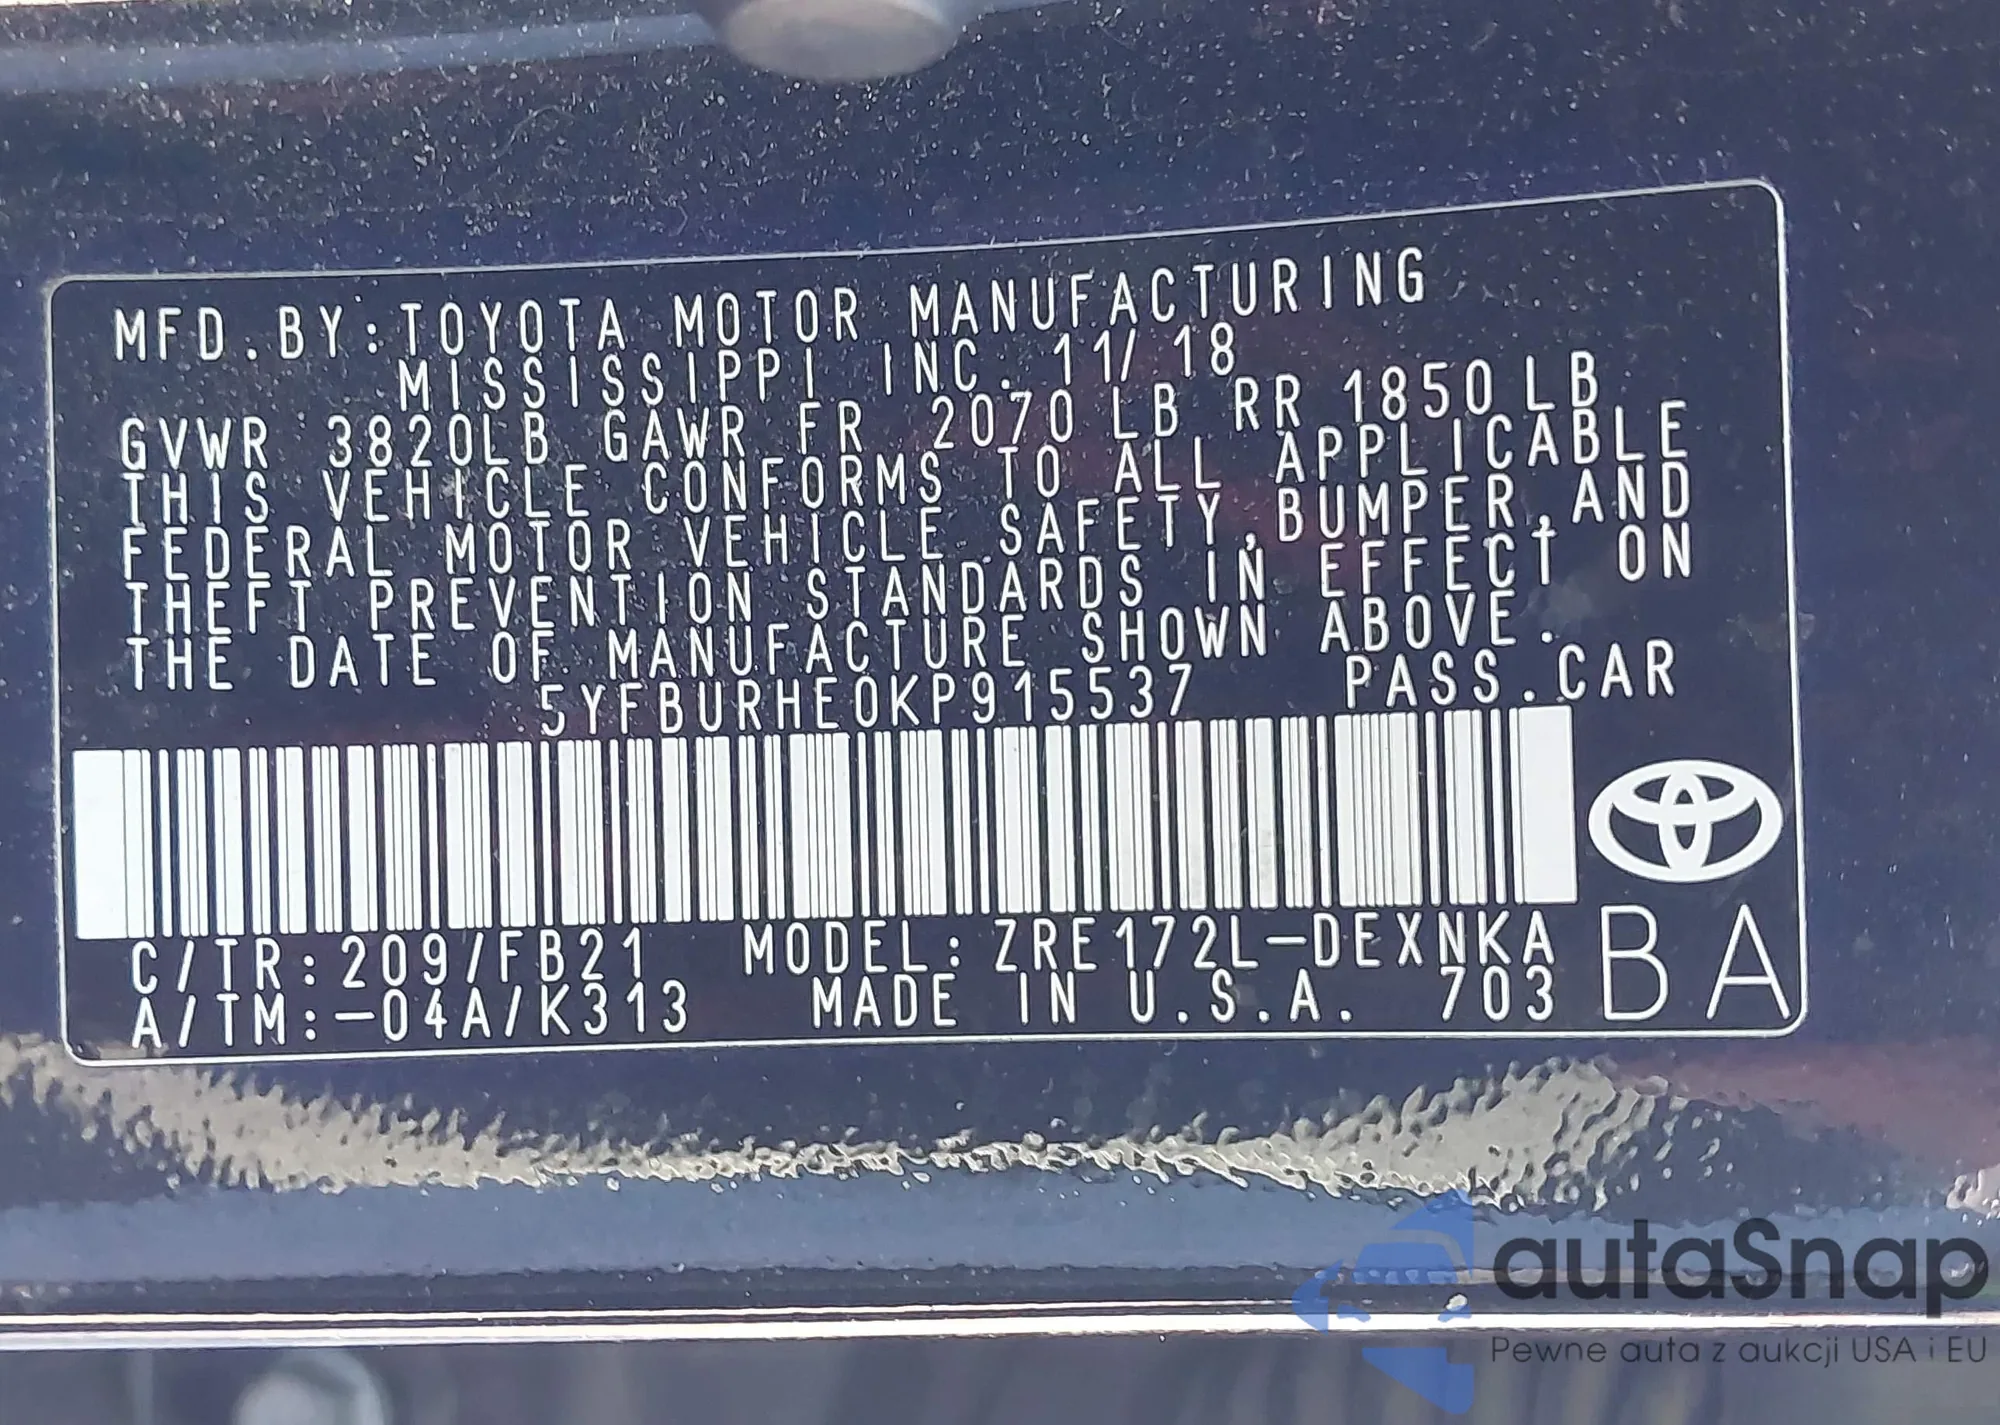 MFD.BY:TOYOTA MOTOR MANUFACTURING
MISSISSIPPI INC. 11/18
GVWR 3820LB GAWR FR 2070 LB RR 1850 LB
THIS VEHICLE CONFORMS TO ALL APPLICABLE
FEDERAL MOTOR VEHICLE SAFETY,BUMPER,AND
THEFT PREVENTION STANDARDS IN EFFECT ON
THE DATE OF MANUFACTURE SHOWN ABOVE.
5YFBURHE0KP915537 PASS.CAR
C/TR:209/FB21 MODEL:ZRE172L-DEXNKA
A/TM:-04A/K313 MADE IN U.S.A. 703
BA
autaSnap
Pewne auta z aukcji USA i EU